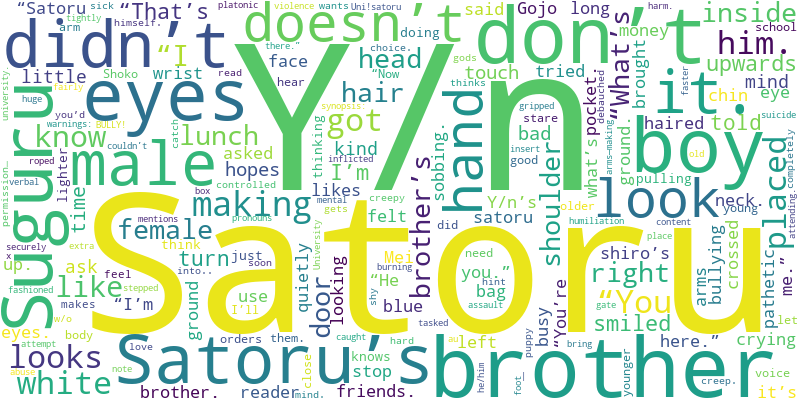 Satoru
Y/n
brother
don't
boy
didn't
Satoru's
Suguru
eyes
male
hand
look
it.
doesn't
"You
white
looks
like
know
lunch
making
female
head
hair
got
him.
inside
upwards
placed
right
brother's
shoulder
"What's
"That's
"I
"Satoru
little
touch
told
mind
eye
money
Gojo
long
said
face
wrist
kind
I'm
asked
hopes
likes
felt
bad
tried
haired
brought
pocket
ground.
chin
neck.
me."
arms
bullying
crossed
pathetic
crying
voice
it's
here."
"You're
busy
smiled
shiro's
left
bag
you."
"He
Mei
blue
looking
door
quietly
turn
think
use
ground
just
"I'm
ask
time
up.
eyes.
body
brother.
reader
friends.
stop
knows
close
orders
them.
I'll
sobbing.
Y/n's
satoru
did
need
thinking
"Now
there."
hear
read
Shoko
arm
sick
tightly
himself.
platonic
violence
wants
Uni!satoru
doing
choice.
gods
thinks
gripped
stare
good
insert
debauched
what's
arms-making
pulling
older
humiliation
content
mentions
pronouns
University
into..
soon
burning
shy
tasked
hint
assault
au
puppy
he/him
foot_
bring
younger
place
creep.
gate
let
attempt
note
abuse
love
makes
w/o
stepped
caught
hard
gets
creepy
mental
controlled
inflicted
box
synopsis
couldn't
catch
you'd
warnings:
BULLY!
huge
fairly
university.
permission_
verbal
roped
lighter
securely
x
extra
feel
fashioned
mind.
young
attending.
completely
old
suicide
faster
school
harm.